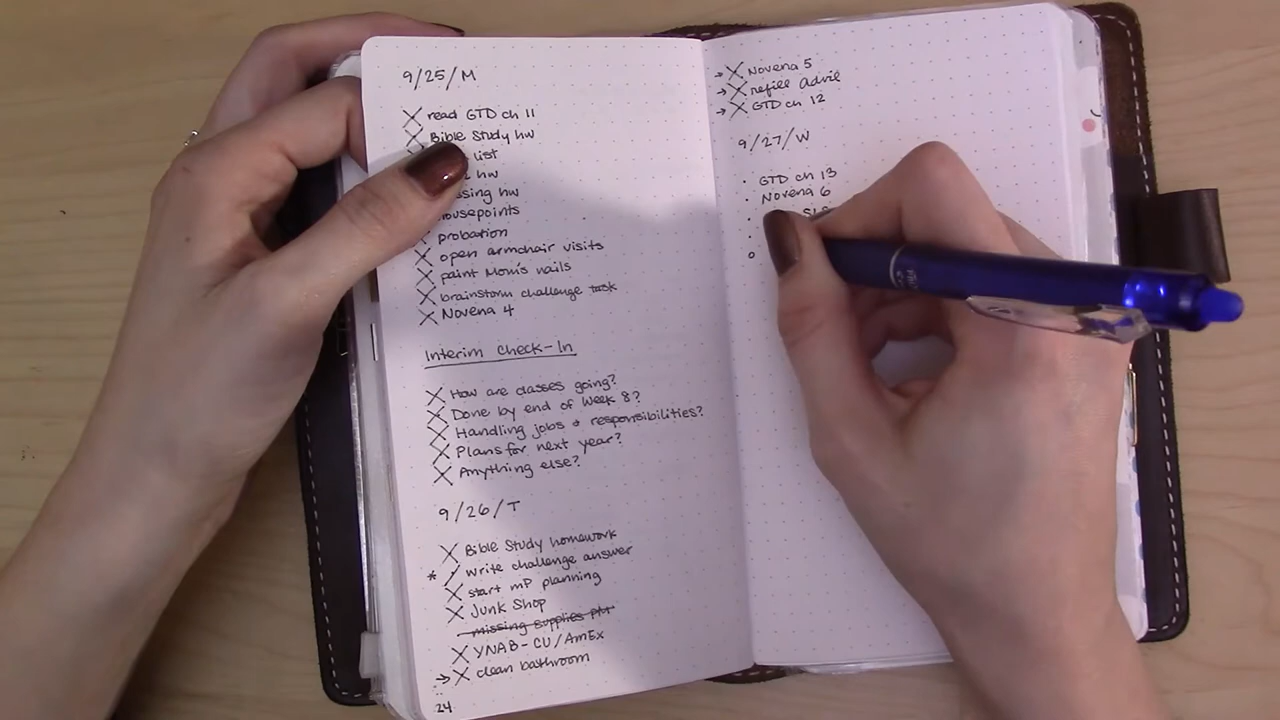 9/25/M
read GTD ch 11
Bible Study hw
list
hw
housepoints
probation
open armchair visits
paint Mom's nails
brainstorm challenge task
Novena 4
Interim Check-In
How are classes going?
Done by end of Week 8?
Handling jobs & responsibilities?
Plans for next year?
Anything else?
9/26/T
Bible Study homework
* write challenge answer
start MP planning
Junk Shop
missing supplies
YNAB - CU/AmEx
→ clean bathroom
24
→ Novena 5
→ refill Advil
→ GTD ch 12
9/27/W
• GTD ch 13
• Novena 6